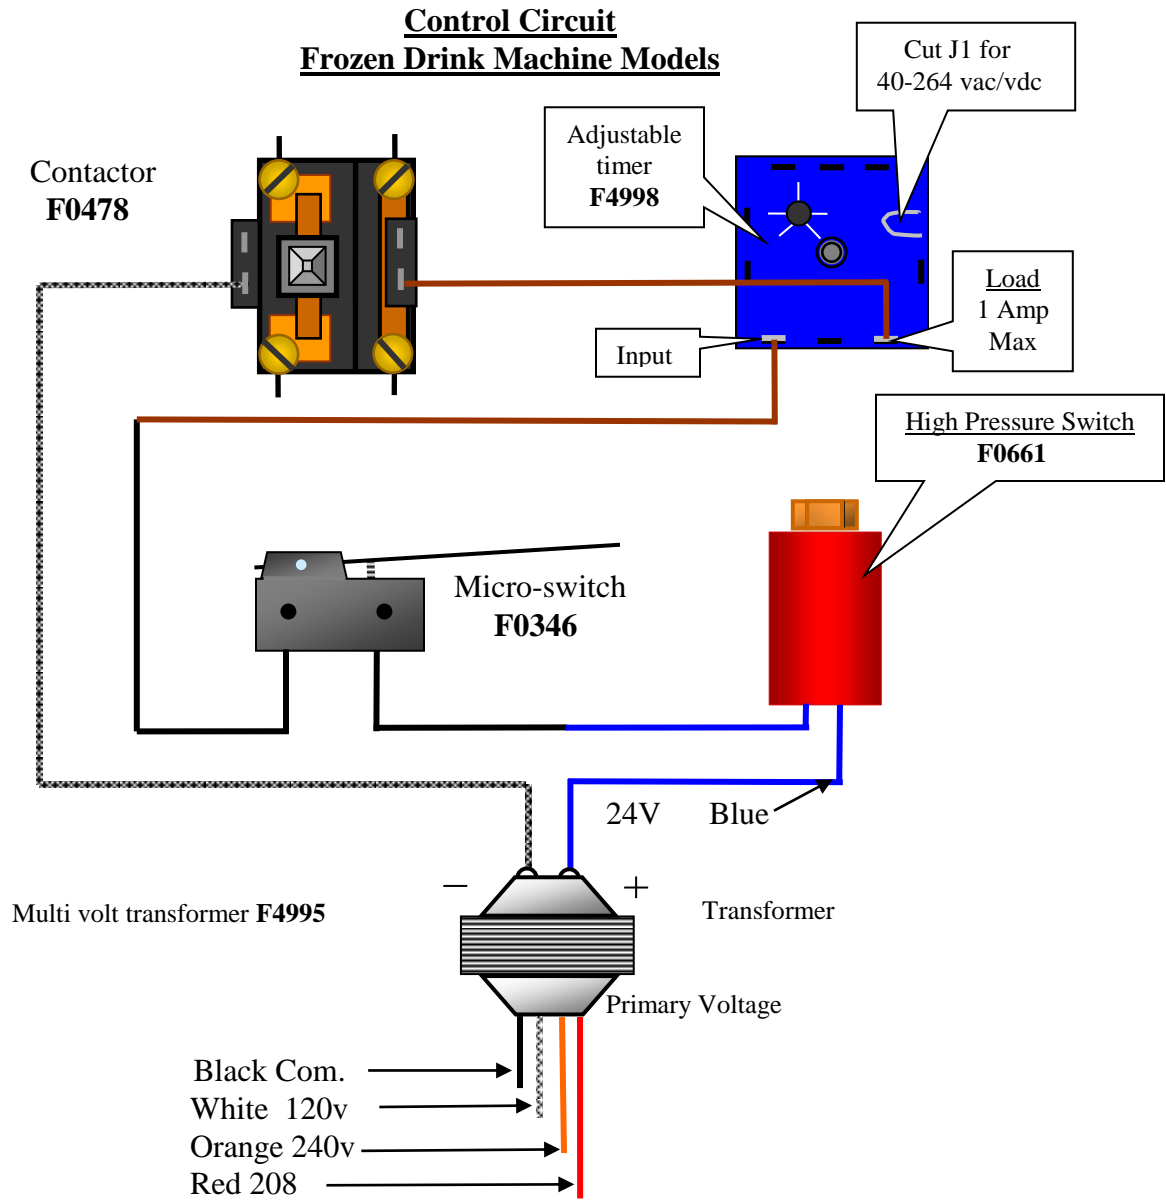 Control Circuit
Frozen Drink Machine Models
Cut J1 for
40-264 vac/vdc
Adjustable
timer
F4998
Contactor
F0478
Load
1 Amp
Max
Input
High Pressure Switch
F0661
Micro-switch
F0346
24V
Blue
–
+
Multi volt transformer F4995
Transformer
Primary Voltage
Black Com.
White 120v
Orange 240v
Red 208